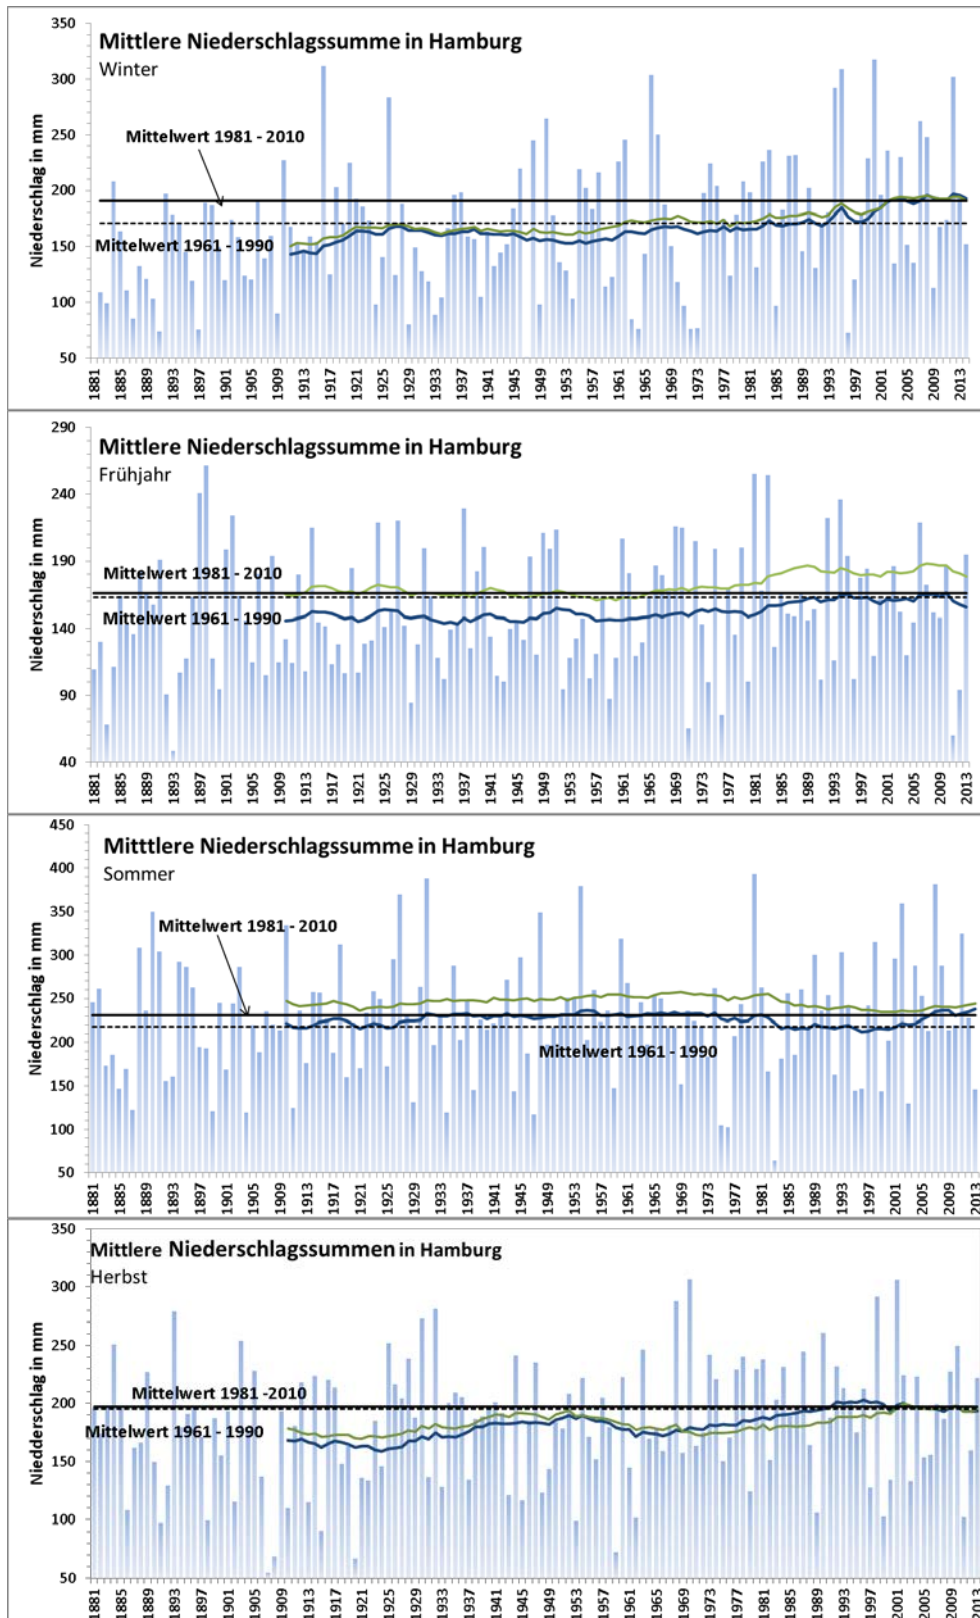 Mittlere Niederschlagssumme in Hamburg
Winter
Niederschlag in mm
350
300
250
200
150
100
50
Mittelwert 1981 - 2010
Mittelwert 1961 - 1990
1881 1885 1889 1893 1897 1901 1905 1909 1913 1917 1921 1925 1929 1933 1937 1941 1945 1949 1953 1957 1961 1965 1969 1973 1977 1981 1985 1989 1993 1997 2001 2005 2009 2013
Mittlere Niederschlagssumme in Hamburg
Frühjahr
Niederschlag in mm
290
240
190
140
90
40
Mittelwert 1981 - 2010
Mittelwert 1961 - 1990
1881 1885 1889 1893 1897 1901 1905 1909 1913 1917 1921 1925 1929 1933 1937 1941 1945 1949 1953 1957 1961 1965 1969 1973 1977 1981 1985 1989 1993 1997 2001 2005 2009 2013
Mitttlere Niederschlagssumme in Hamburg
Sommer
Niederschlag in mm
450
400
350
300
250
200
150
100
50
Mittelwert 1981 - 2010
Mittelwert 1961 - 1990
1881 1885 1889 1893 1897 1901 1905 1909 1913 1917 1921 1925 1929 1933 1937 1941 1945 1949 1953 1957 1961 1965 1969 1973 1977 1981 1985 1989 1993 1997 2001 2005 2009 2013
Mittlere Niederschlagssummen in Hamburg
Herbst
Niedderschlag in mm
350
300
250
200
150
100
50
Mittelwert 1981 -2010
Mittelwert 1961 - 1990
1881 1885 1889 1893 1897 1901 1905 1909 1913 1917 1921 1925 1929 1933 1937 1941 1945 1949 1953 1957 1961 1965 1969 1973 1977 1981 1985 1989 1993 1997 2001 2005 2009 2013